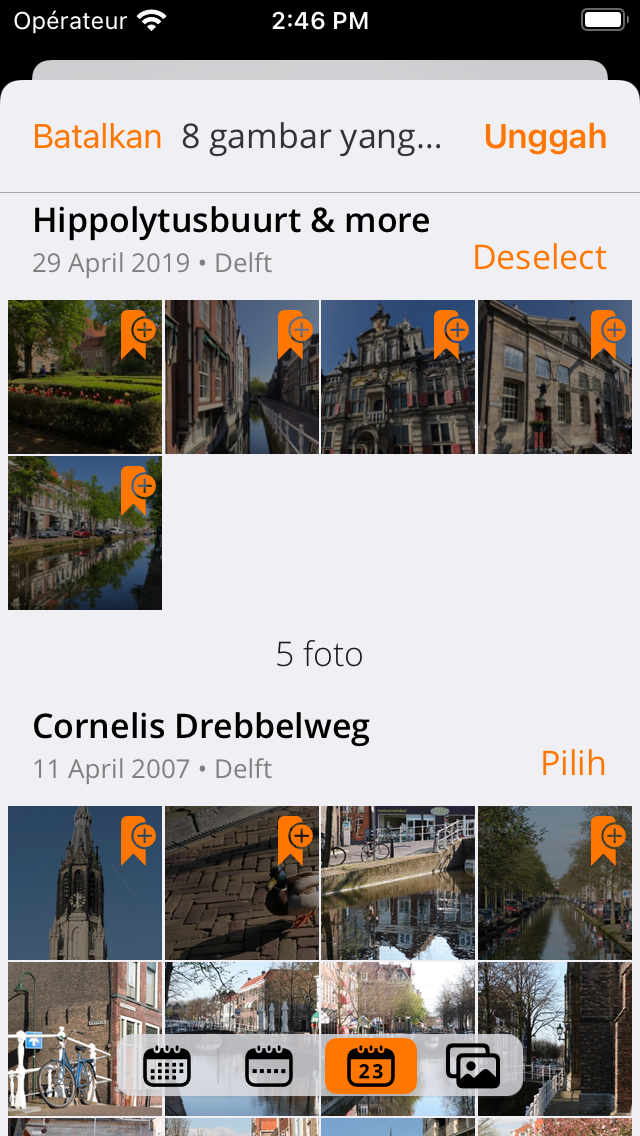 Opérateur 2:46 PM
Batalkan 8 gambar yang... Unggah
Hippolytusbuurt & more
29 April 2019 • Delft
Deselect
5 foto
Cornelis Drebbelweg
11 April 2007 • Delft
Pilih
23